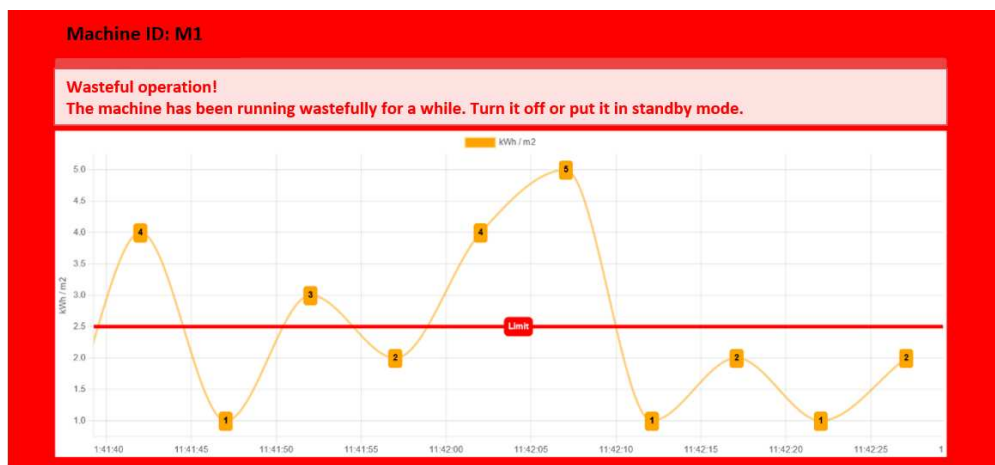 Machine ID: M1
Wasteful operation!
The machine has been running wastefully for a while. Turn it off or put it in standby mode.
kWh / m2
5.0
5
4.5
4.0
4
4
3.5
kWh / m2
3.0
3
2.5
Limit
2.0
2
2
2
1.5
1.0
1
1
1
1:41:40 11:41:45 11:41:50 11:41:55 11:42:00 11:42:05 11:42:10 11:42:15 11:42:20 11:42:25 1